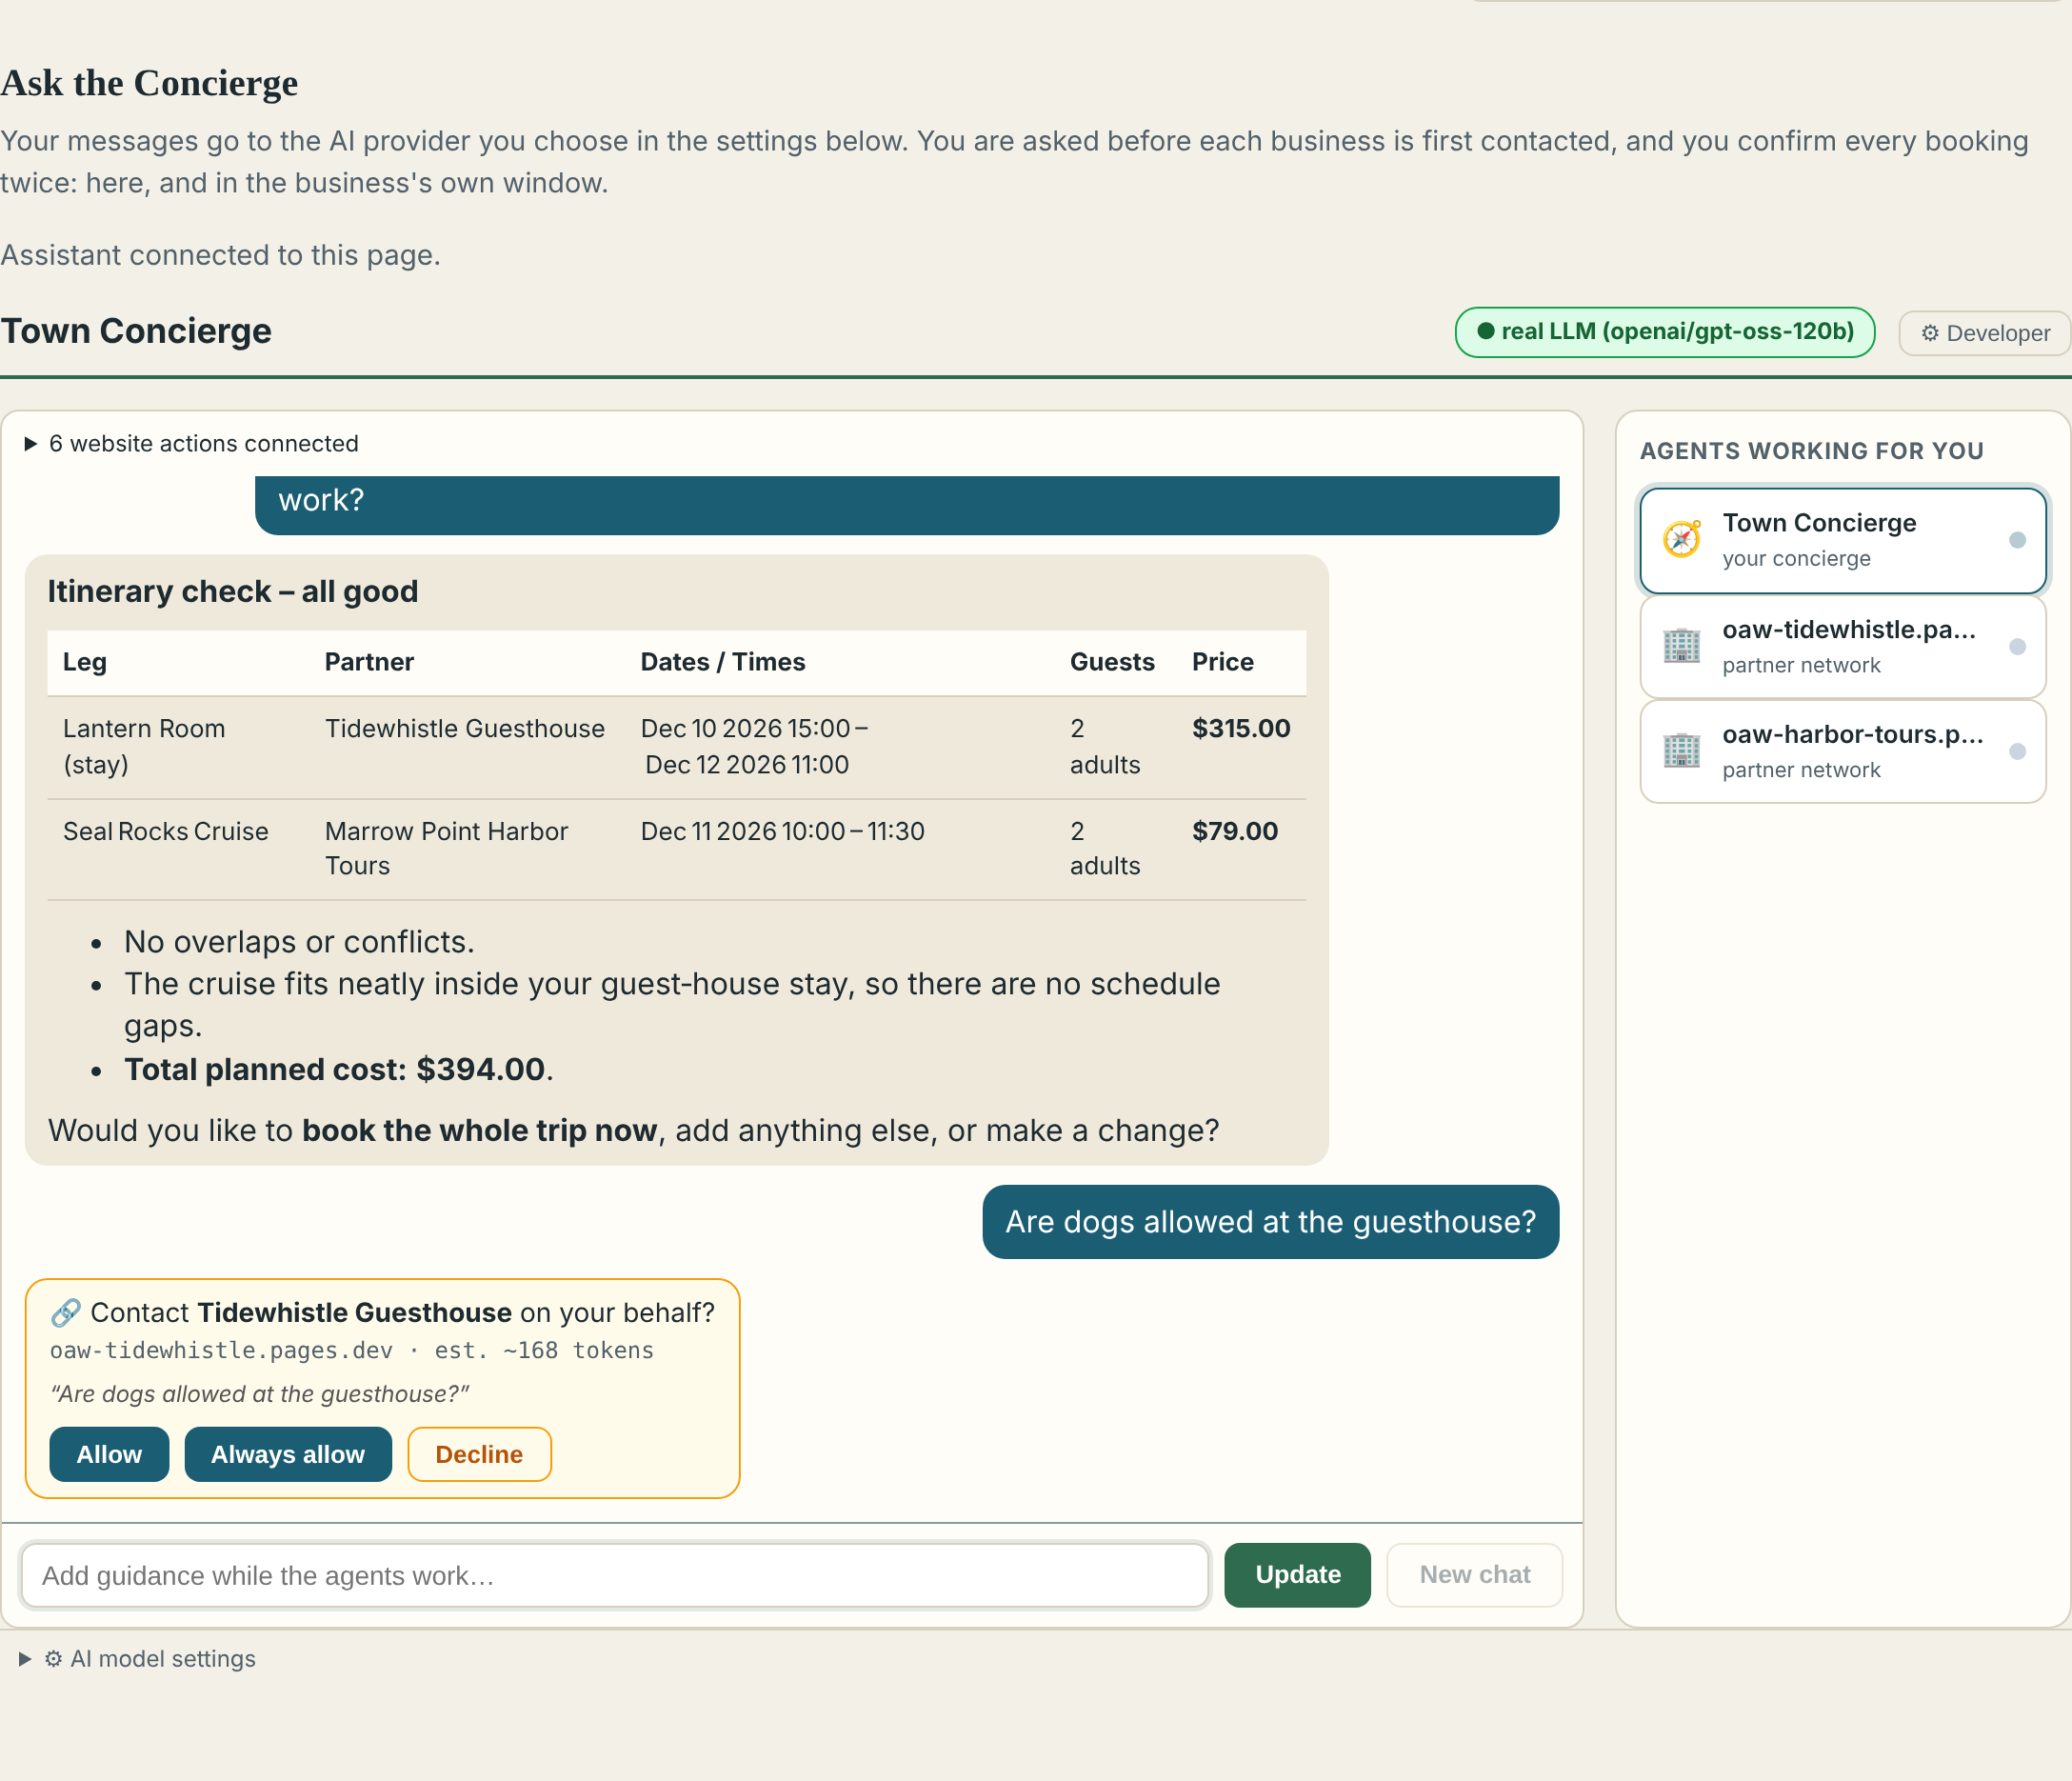 Ask the Concierge
Your messages go to the AI provider you choose in the settings below. You are asked before each business is first contacted, and you confirm every booking
twice: here, and in the business's own window.
Assistant connected to this page.
Town Concierge
● real LLM (openai/gpt-oss-120b)
⚙ Developer
▶ 6 website actions connected
work?
Itinerary check – all good
Leg Partner Dates / Times Guests Price
Lantern Room Tidewhistle Guesthouse Dec 10 2026 15:00 – 2 $315.00
(stay) Dec 12 2026 11:00 adults
Seal Rocks Cruise Marrow Point Harbor Dec 11 2026 10:00 – 11:30 2 $79.00
Tours adults
• No overlaps or conflicts.
• The cruise fits neatly inside your guest-house stay, so there are no schedule
gaps.
• Total planned cost: $394.00.
Would you like to book the whole trip now, add anything else, or make a change?
Are dogs allowed at the guesthouse?
🔗 Contact Tidewhistle Guesthouse on your behalf?
oaw-tidewhistle.pages.dev · est. ~168 tokens
“Are dogs allowed at the guesthouse?”
Allow Always allow Decline
Add guidance while the agents work…
Update
New chat
AGENTS WORKING FOR YOU
Town Concierge
your concierge
oaw-tidewhistle.pa…
partner network
oaw-harbor-tours.p…
partner network
▶ ⚙ AI model settings